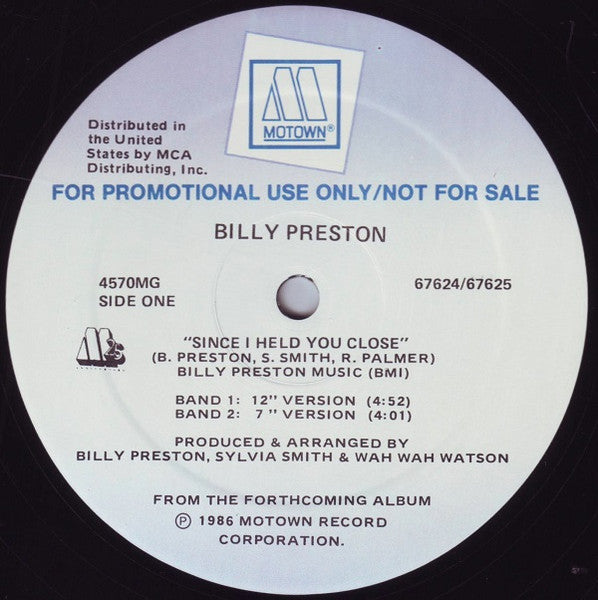 MOTOWN®
Distributed in
the United
States by MCA
Distributing, Inc.
FOR PROMOTIONAL USE ONLY/NOT FOR SALE
BILLY PRESTON
4570MG
SIDE ONE
67624/67625
"SINCE I HELD YOU CLOSE"
(B. PRESTON, S. SMITH, R. PALMER)
BILLY PRESTON MUSIC (BMI)
BAND 1: 12" VERSION (4:52)
BAND 2: 7" VERSION (4:01)
PRODUCED & ARRANGED BY
BILLY PRESTON, SYLVIA SMITH & WAH WAH WATSON
FROM THE FORTHCOMING ALBUM
Ⓟ 1986 MOTOWN RECORD
CORPORATION.